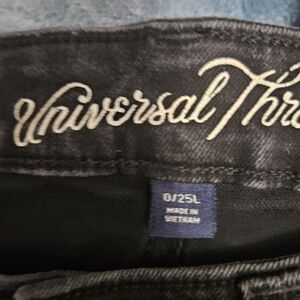 Universal Thr
0/25L
MADE IN
VIETNAM